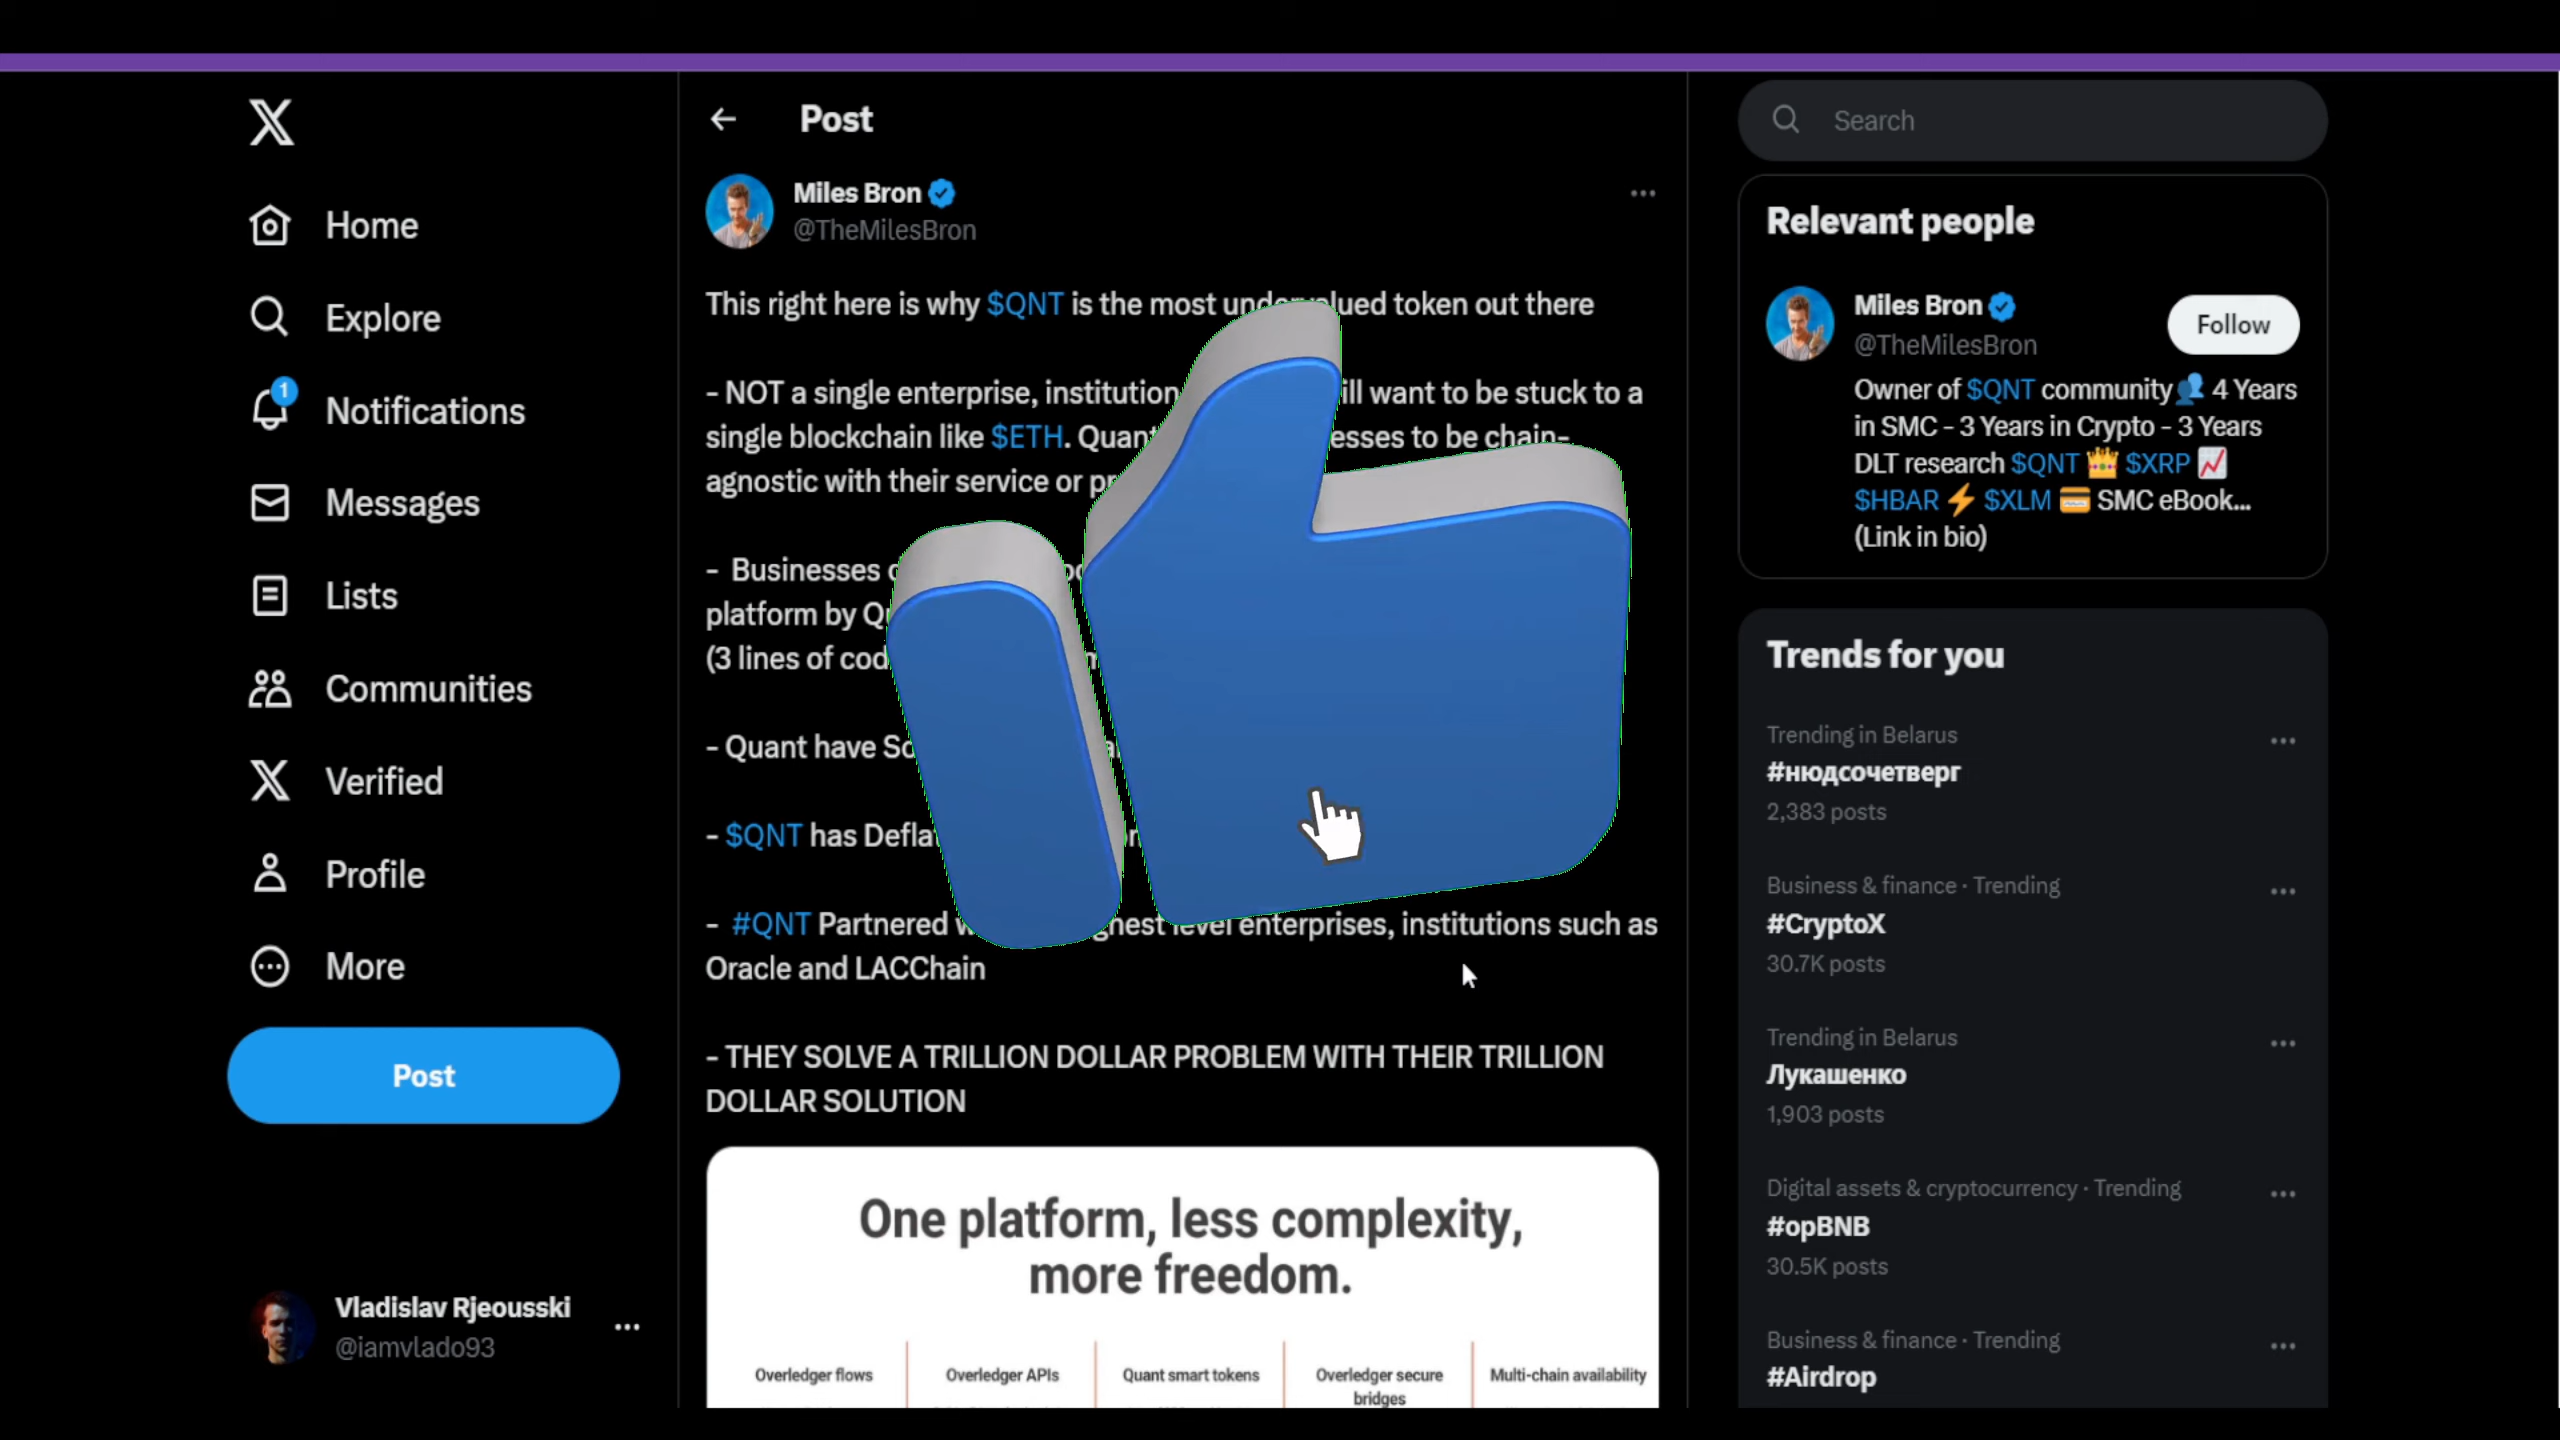 Home
Explore
1
Notifications
Messages
Lists
Communities
Verified
Profile
More
Post
Vladislav Rjeousski
@iamvlado93
Post
Miles Bron
@TheMilesBron
This right here is why $QNT is the most undervalued token out there
- NOT a single enterprise, institution will want to be stuck to a
single blockchain like $ETH. Quant to be chain-
agnostic with their service or
- Businesses
platform by
(3 lines of
- Quant have
- $QNT has
- #QNT Partnered level enterprises, institutions such as
Oracle and LACChain
- THEY SOLVE A TRILLION DOLLAR PROBLEM WITH THEIR TRILLION
DOLLAR SOLUTION
One platform, less complexity,
more freedom.
Overledger flows
Overledger APIs
Quant smart tokens
Overledger secure
bridges
Multi-chain availability
Search
Relevant people
Miles Bron
@TheMilesBron
Follow
Owner of $QNT community👥 4 Years
in SMC - 3 Years in Crypto - 3 Years
DLT research $QNT 👑 $XRP 📈
$HBAR ⚡ $XLM 💳 SMC eBook...
(Link in bio)
Trends for you
Trending in Belarus
#нюдсочетверг
2,383 posts
Business & finance · Trending
#CryptoX
30.7K posts
Trending in Belarus
Лукашенко
1,903 posts
Digital assets & cryptocurrency · Trending
#opBNB
30.5K posts
Business & finance · Trending
#Airdrop